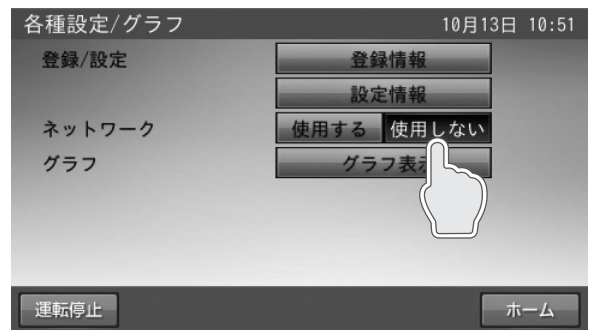 各種設定/グラフ 10月13日 10:51
登録/設定 登録情報
設定情報
ネットワーク 使用する 使用しない
グラフ グラフ表示
運転停止 ホーム